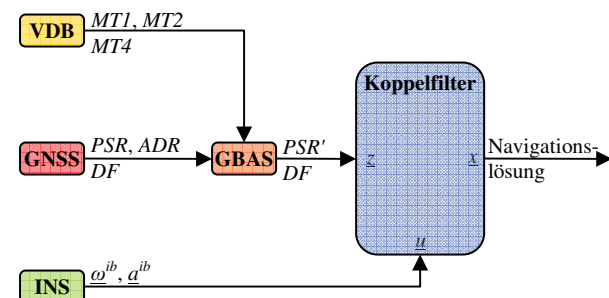 VDB
MT1, MT2
MT4
Koppelfilter
GNSS
PSR, ADR
DF
GBAS
PSR'
DF
z
x
Navigations-
lösung
u
INS
ω^ib, a^ib